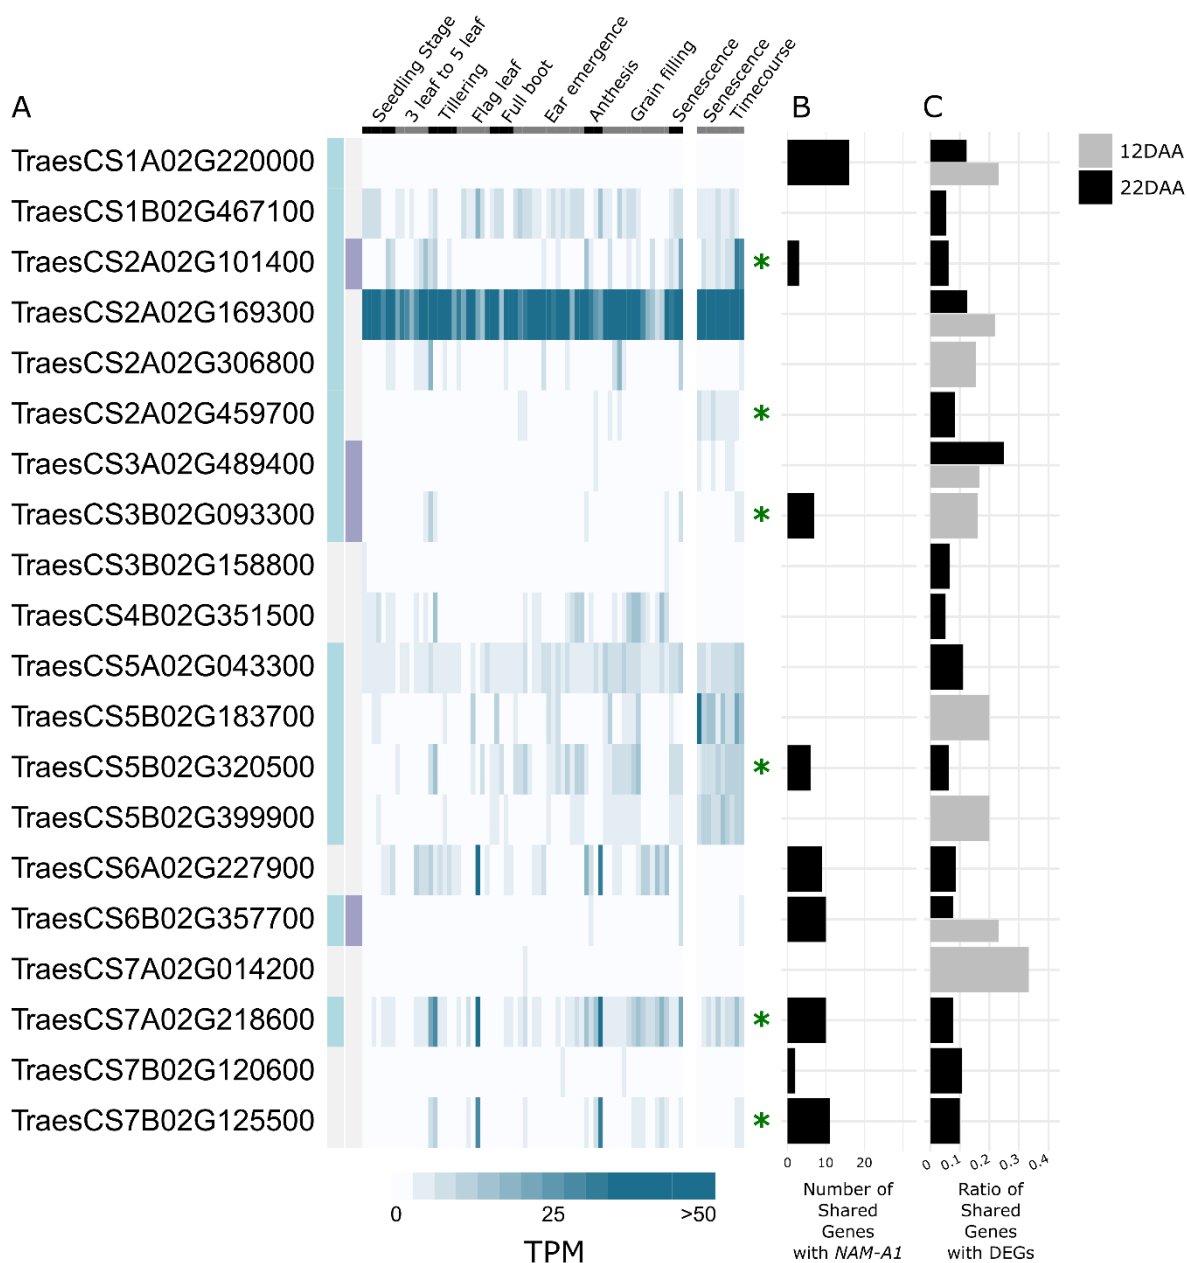 A
Seedling Stage
3 leaf to 5 leaf
Tillering
Flag leaf
Full boot
Ear emergence
Anthesis
Grain filling
Senescence
Senescence
Timecourse
B
C
12DAA
22DAA
TraesCS1A02G220000
TraesCS1B02G467100
TraesCS2A02G101400
*
TraesCS2A02G169300
TraesCS2A02G306800
TraesCS2A02G459700
*
TraesCS3A02G489400
TraesCS3B02G093300
*
TraesCS3B02G158800
TraesCS4B02G351500
TraesCS5A02G043300
TraesCS5B02G183700
TraesCS5B02G320500
*
TraesCS5B02G399900
TraesCS6A02G227900
TraesCS6B02G357700
TraesCS7A02G014200
TraesCS7A02G218600
*
TraesCS7B02G120600
TraesCS7B02G125500
*
0 25 >50
TPM
0 10 20
Number of
Shared
Genes
with NAM-A1
0 0.1 0.2 0.3 0.4
Ratio of
Shared
Genes
with DEGs